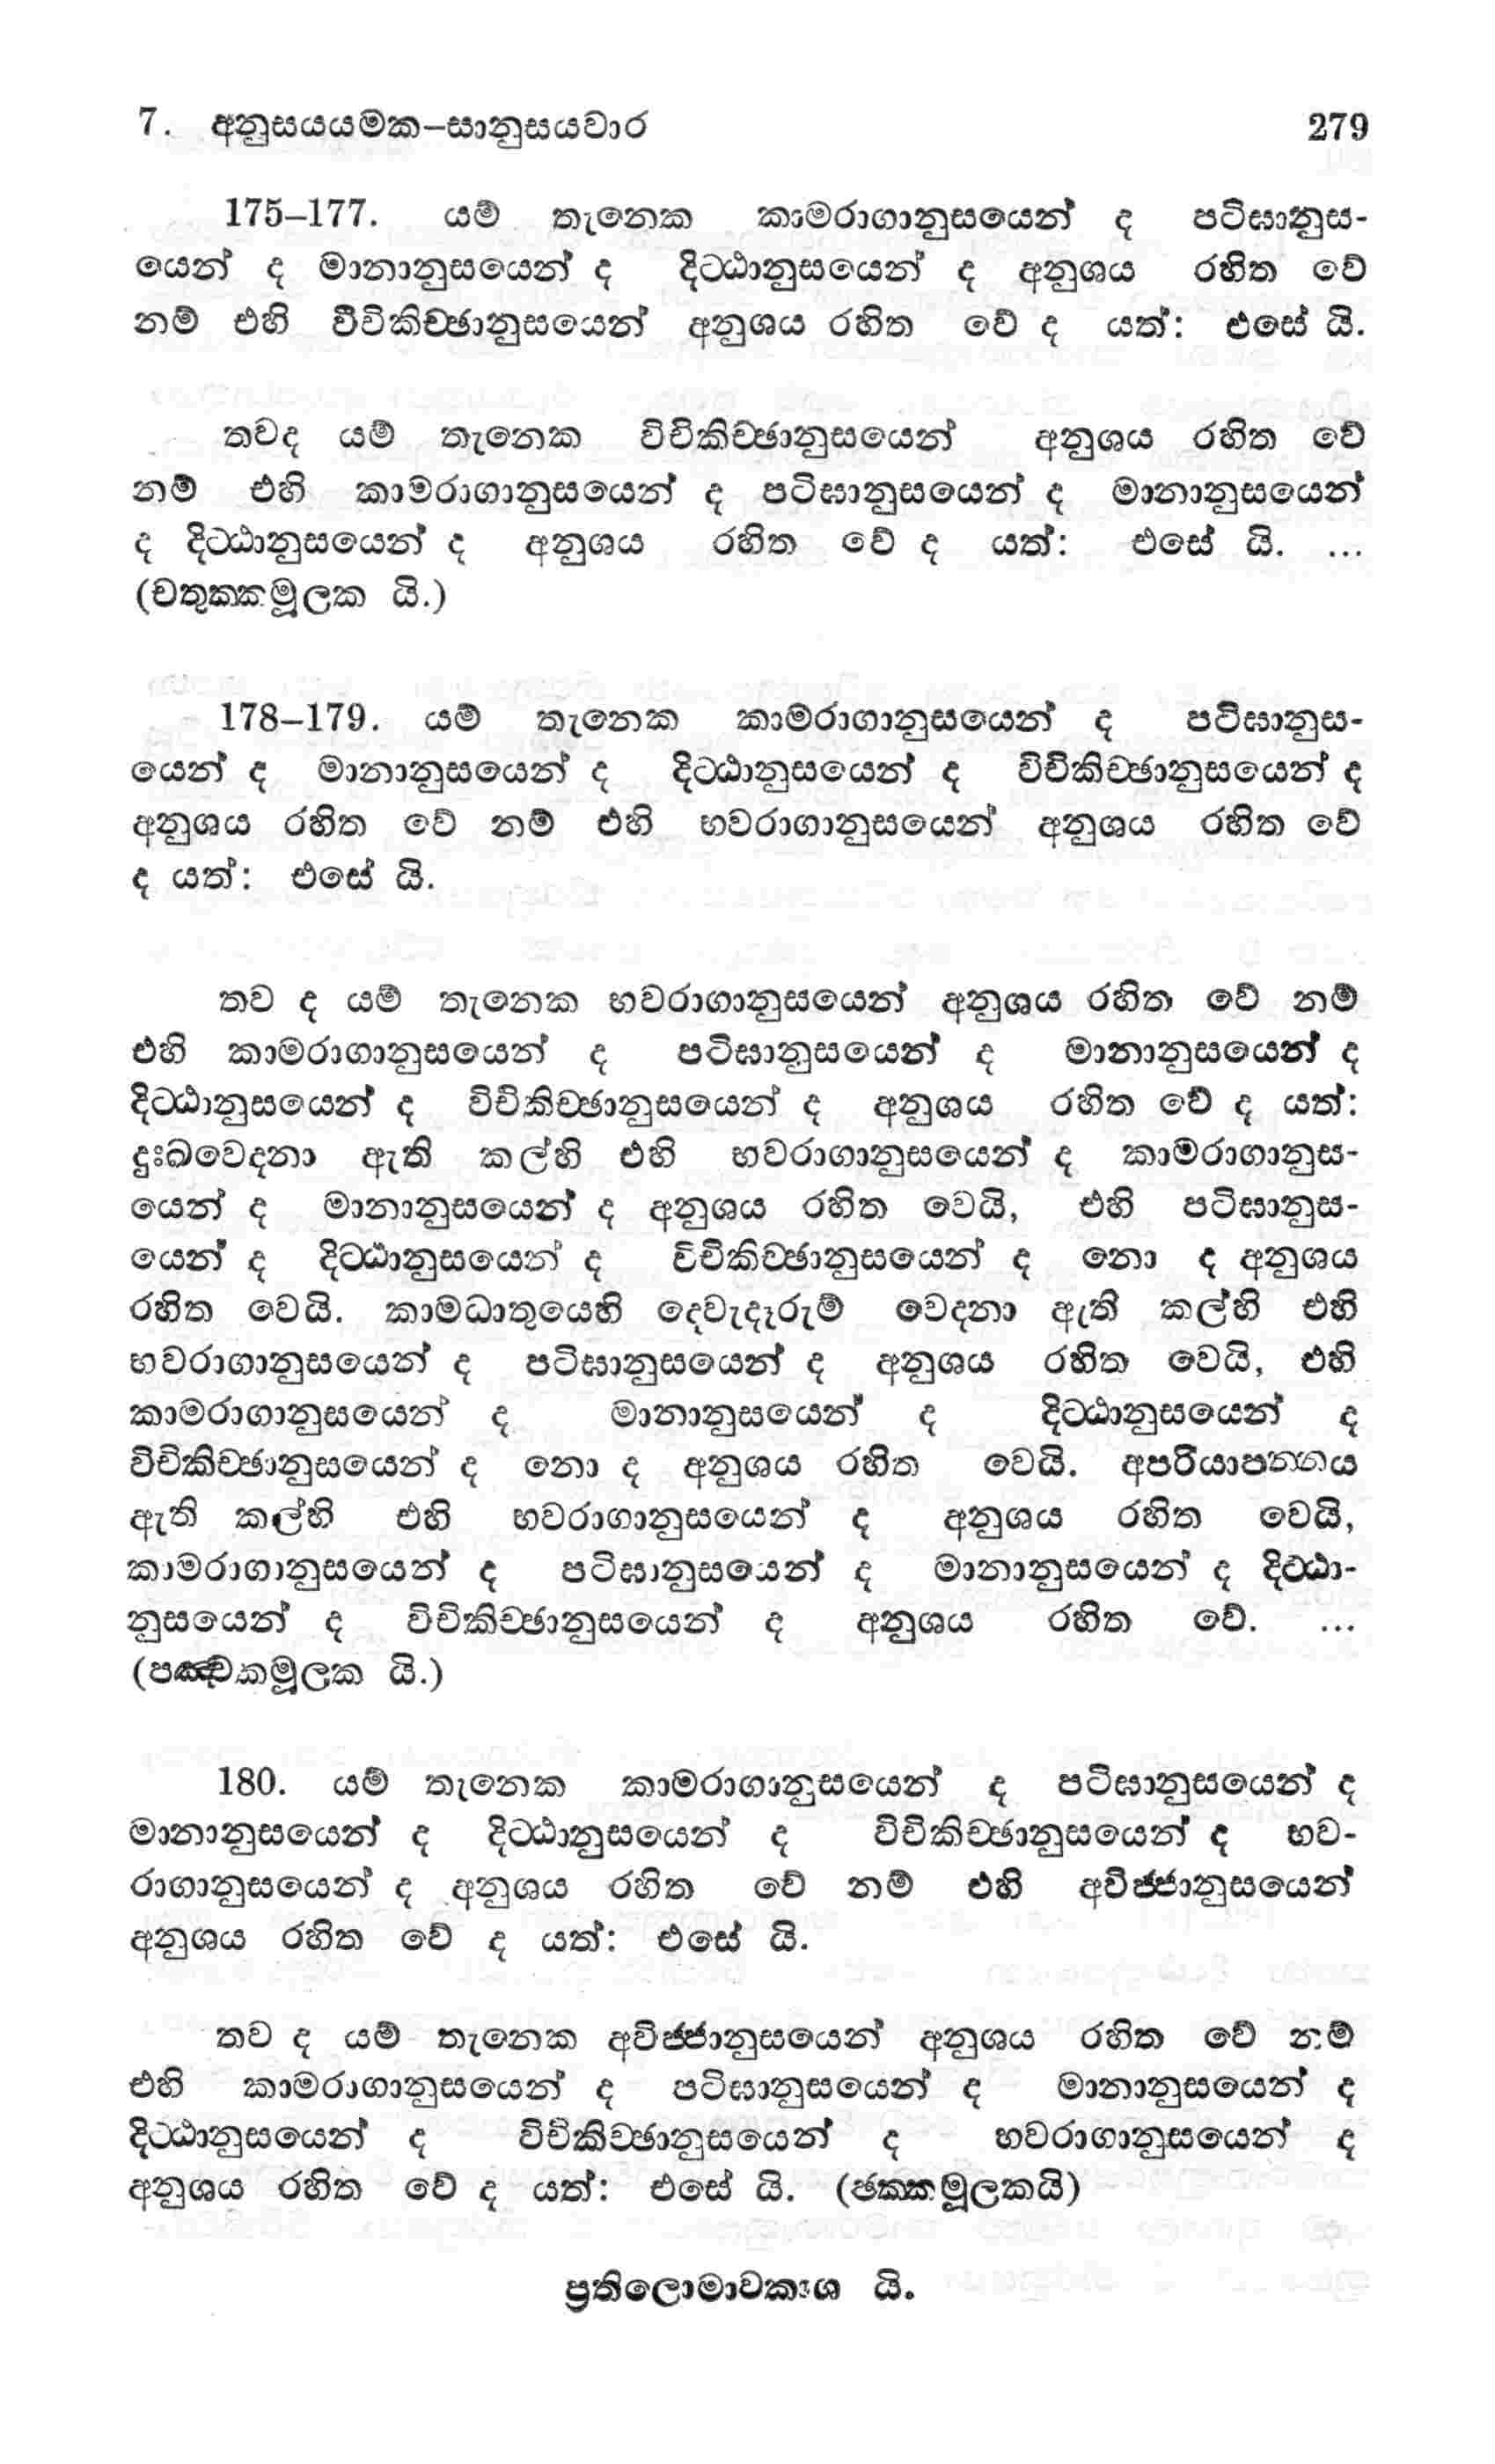 7. අනුසයයමක–සානුසයවාර 279
175–177. යම් තැනෙක කාමරාගානුසයෙන් ද පටිඝානුස-
යෙන් ද මානානුසයෙන් ද දිට්ඨානුසයෙන් ද අනුශය රහිත වේ
නම් එහි විචිකිච්ඡානුසයෙන් අනුශය රහිත වේ ද යත්: එසේ යි.
තවද යම් තැනෙක විචිකිච්ඡානුසයෙන් අනුශය රහිත වේ
නම් එහි කාමරාගානුසයෙන් ද පටිඝානුසයෙන් ද මානානුසයෙන්
ද දිට්ඨානුසයෙන් ද අනුශය රහිත වේ ද යත්: එසේ යි. ...
(චතුක්කමූලක යි.)
178–179. යම් තැනෙක කාමරාගානුසයෙන් ද පටිඝානුස-
යෙන් ද මානානුසයෙන් ද දිට්ඨානුසයෙන් ද විචිකිච්ඡානුසයෙන් ද
අනුශය රහිත වේ නම් එහි භවරාගානුසයෙන් අනුශය රහිත වේ
ද යත්: එසේ යි.
තව ද යම් තැනෙක භවරාගානුසයෙන් අනුශය රහිත වේ නම්
එහි කාමරාගානුසයෙන් ද පටිඝානුසයෙන් ද මානානුසයෙන් ද
දිට්ඨානුසයෙන් ද විචිකිච්ඡානුසයෙන් ද අනුශය රහිත වේ ද යත්:
දුඃඛවෙදනා ඇති කල්හි එහි භවරාගානුසයෙන් ද කාමරාගානුස-
යෙන් ද මානානුසයෙන් ද අනුශය රහිත වෙයි, එහි පටිඝානුස-
යෙන් ද දිට්ඨානුසයෙන් ද විචිකිච්ඡානුසයෙන් ද නො ද අනුශය
රහිත වෙයි. කාමධාතුයෙහි දෙවැදෑරුම් වෙදනා ඇති කල්හි එහි
භවරාගානුසයෙන් ද පටිඝානුසයෙන් ද අනුශය රහිත වෙයි, එහි
කාමරාගානුසයෙන් ද මානානුසයෙන් ද දිට්ඨානුසයෙන් ද
විචිකිච්ඡානුසයෙන් ද නො ද අනුශය රහිත වෙයි. අපරියාපන්නය
ඇති කල්හි එහි භවරාගානුසයෙන් ද අනුශය රහිත වෙයි,
කාමරාගානුසයෙන් ද පටිඝානුසයෙන් ද මානානුසයෙන් ද දිට්ඨා-
නුසයෙන් ද විචිකිච්ඡානුසයෙන් ද අනුශය රහිත වේ. ...
(පඤ්චකමූලක යි.)
180. යම් තැනෙක කාමරාගානුසයෙන් ද පටිඝානුසයෙන් ද
මානානුසයෙන් ද දිට්ඨානුසයෙන් ද විචිකිච්ඡානුසයෙන් ද භව-
රාගානුසයෙන් ද අනුශය රහිත වේ නම් එහි අවිජ්ජානුසයෙන්
අනුශය රහිත වේ ද යත්: එසේ යි.
තව ද යම් තැනෙක අවිජ්ජානුසයෙන් අනුශය රහිත වේ නම්
එහි කාමරාගානුසයෙන් ද පටිඝානුසයෙන් ද මානානුසයෙන් ද
දිට්ඨානුසයෙන් ද විචිකිච්ඡානුසයෙන් ද භවරාගානුසයෙන් ද
අනුශය රහිත වේ ද යත්: එසේ යි. (ඡක්කමූලකයි)
ප්‍රතිලොමාවකාශ යි.